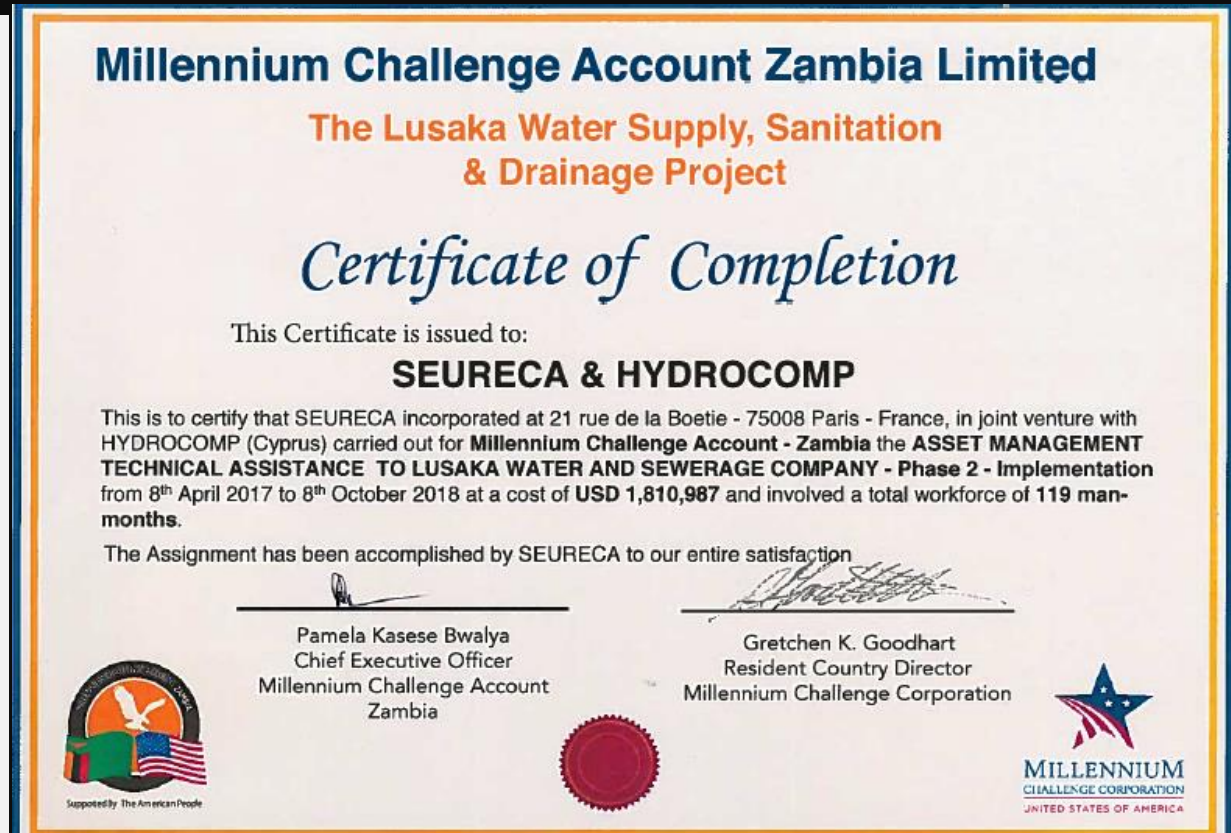 Millennium Challenge Account Zambia Limited
The Lusaka Water Supply, Sanitation
& Drainage Project
Certificate of Completion
This Certificate is issued to:
SEURECA & HYDROCOMP
This is to certify that SEURECA incorporated at 21 rue de la Boetie - 75008 Paris - France, in joint venture with
HYDROCOMP (Cyprus) carried out for Millennium Challenge Account - Zambia the ASSET MANAGEMENT
TECHNICAL ASSISTANCE TO LUSAKA WATER AND SEWERAGE COMPANY - Phase 2 - Implementation
from 8th April 2017 to 8th October 2018 at a cost of USD 1,810,987 and involved a total workforce of 119 man-
months.
The Assignment has been accomplished by SEURECA to our entire satisfaction
Pamela Kasese Bwalya
Chief Executive Officer
Millennium Challenge Account
Zambia
Gretchen K. Goodhart
Resident Country Director
Millennium Challenge Corporation
Supported By The American People
MILLENNIUM
CHALLENGE CORPORATION
UNITED STATES OF AMERICA